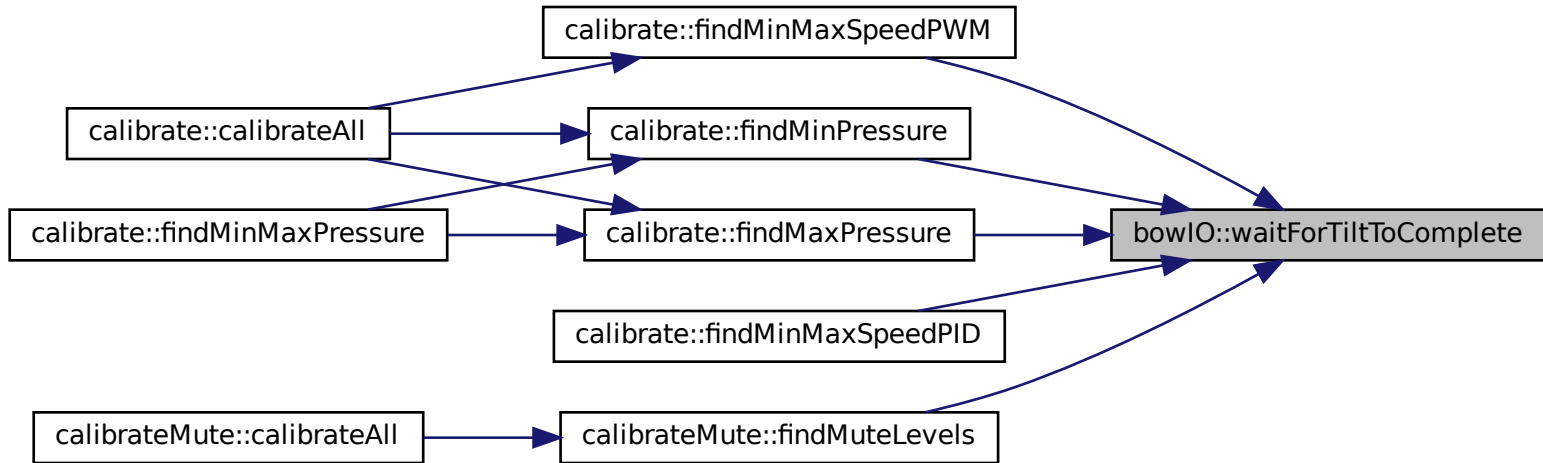 calibrate::findMinMaxSpeedPWM
calibrate::calibrateAll
calibrate::findMinPressure
calibrate::findMinMaxPressure
calibrate::findMaxPressure
bowIO::waitForTiltToComplete
calibrate::findMinMaxSpeedPID
calibrateMute::calibrateAll
calibrateMute::findMuteLevels